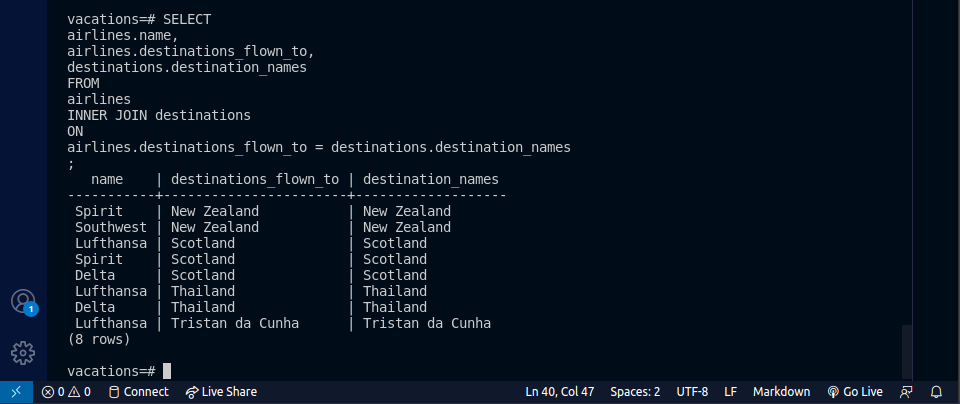 vacations=# SELECT
airlines.name,
airlines.destinations_flown_to,
destinations.destination_names
FROM
airlines
INNER JOIN destinations
ON
airlines.destinations_flown_to = destinations.destination_names
;
   name    | destinations_flown_to | destination_names
-----------+-----------------------+-------------------
 Spirit    | New Zealand           | New Zealand
 Southwest | New Zealand           | New Zealand
 Lufthansa | Scotland              | Scotland
 Spirit    | Scotland              | Scotland
 Delta     | Scotland              | Scotland
 Lufthansa | Thailand              | Thailand
 Delta     | Thailand              | Thailand
 Lufthansa | Tristan da Cunha      | Tristan da Cunha
(8 rows)
vacations=#
1
0 0 Connect Live Share Ln 40, Col 47 Spaces: 2 UTF-8 LF Markdown Go Live